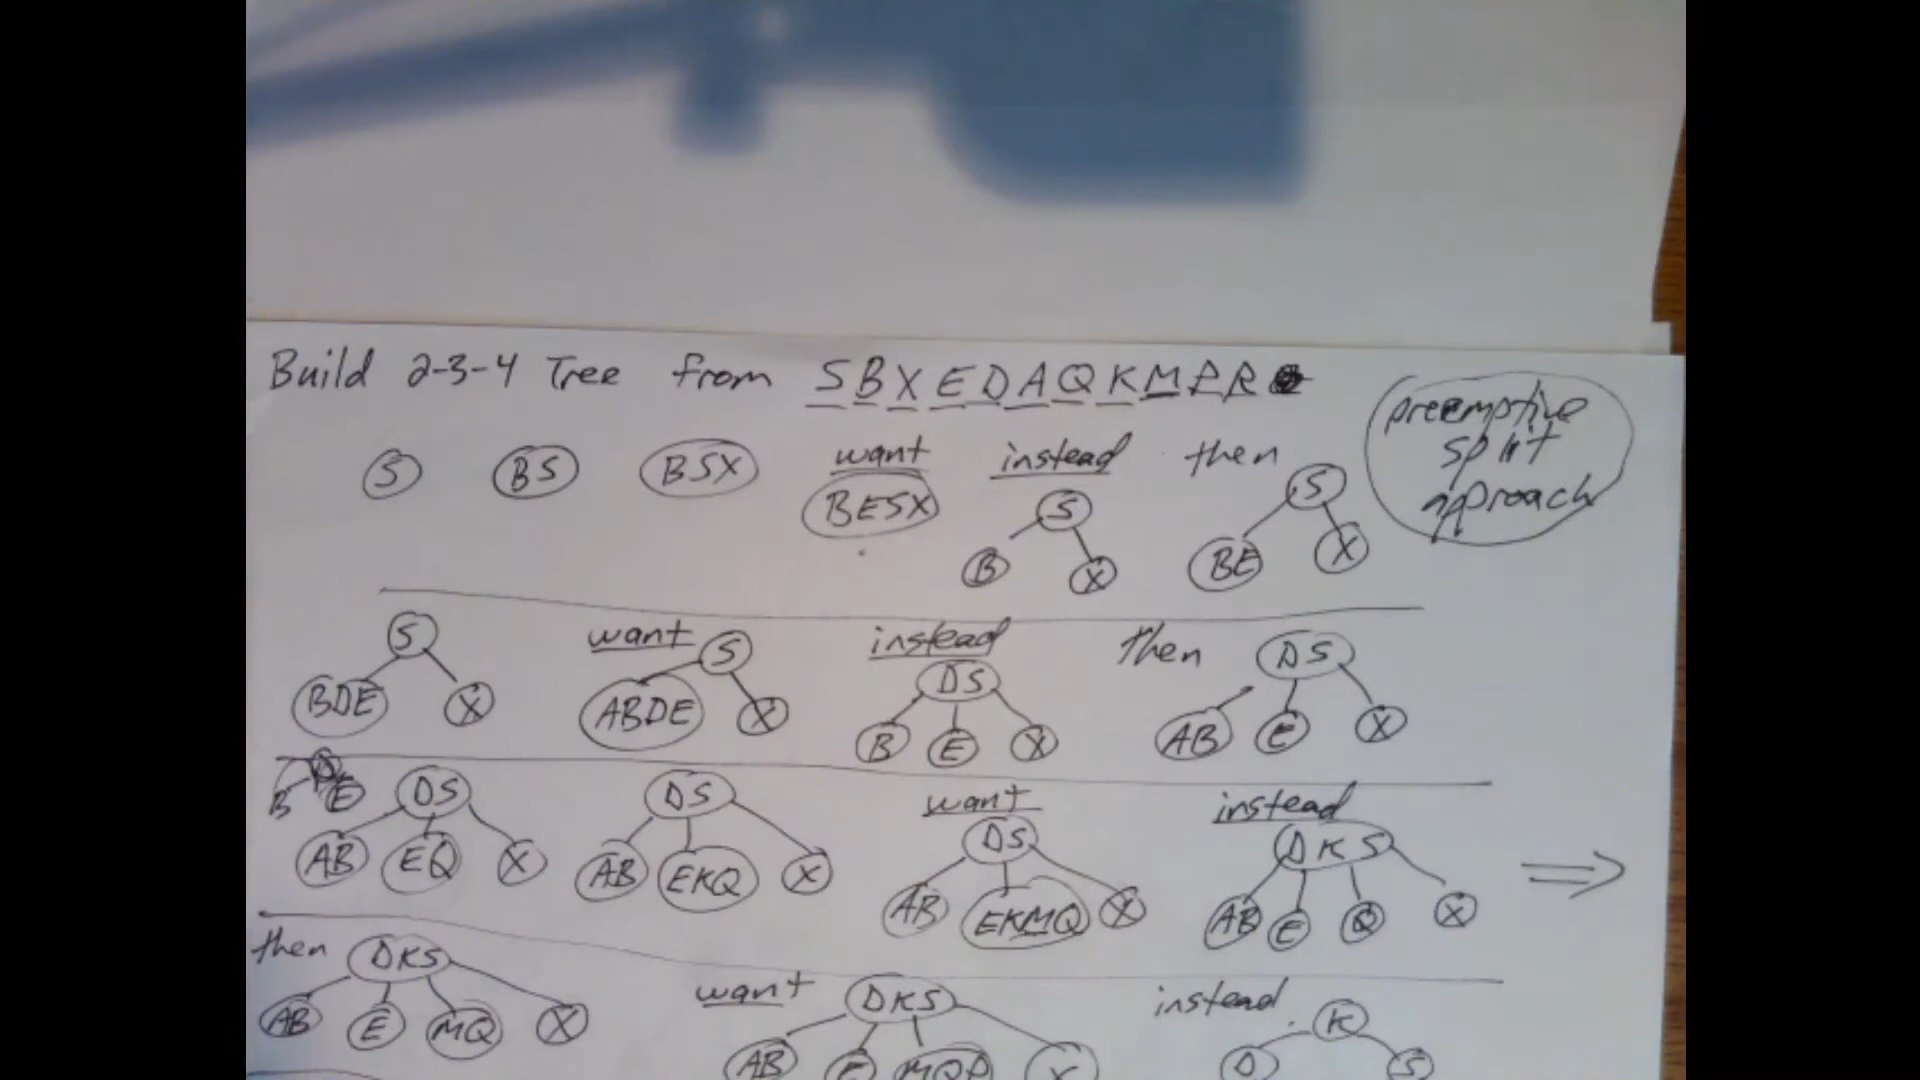 Build 2-3-4 Tree from S B X E D A Q K M P R
preemptive
split
approach
S BS BSX want instead then
BESX S S
B X BE X
S want S instead then DS
BDE X ABDE X DS AB E X
B E X
B E DS DS want instead
AB EQ X AB EKQ X DS DKS ⇒
AB EKMQ X AB E Q X
then DKS want DKS instead K
AB E MQ X AB E MQP X D S